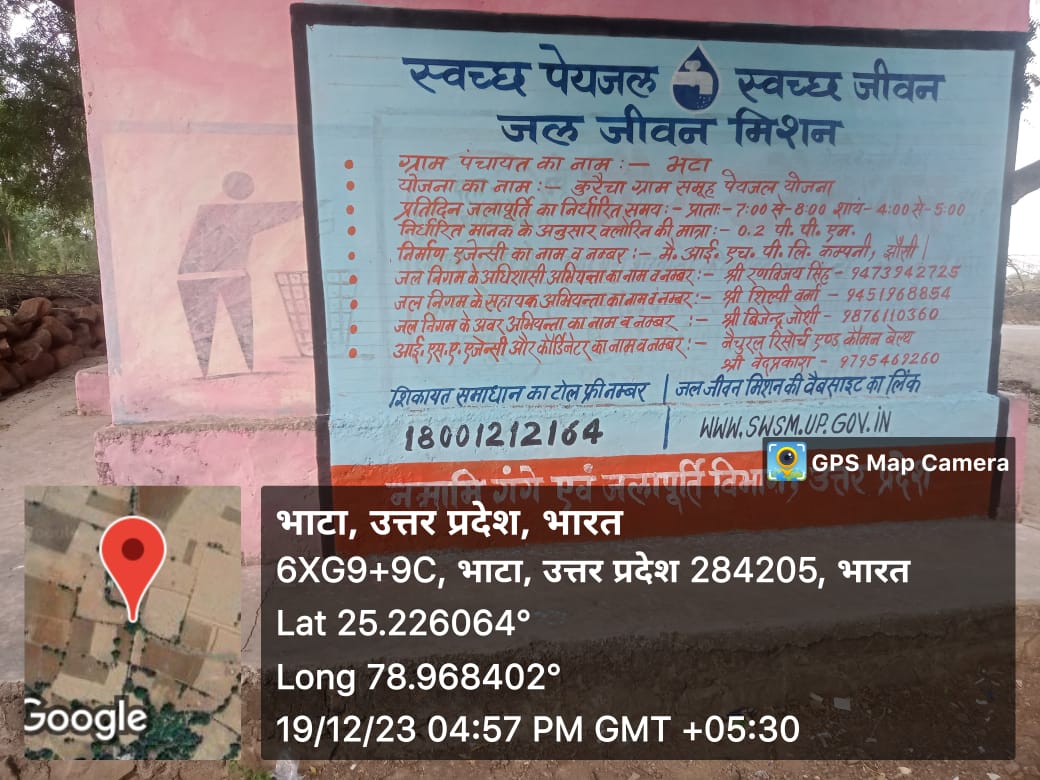 स्वच्छ पेयजल स्वच्छ जीवन
जल जीवन मिशन
ग्राम पंचायत का नाम :- भटा
योजना का नाम :- कुरैचा ग्राम समूह पेयजल योजना
प्रतिदिन जलापूर्ति का निर्धारित समय :- प्रातः- 7:00 से- 8:00 शायं- 4:00 से- 5:00
निर्धारित मानक के अनुसार क्लोरिन की मात्रा :- 0.2 पी. पी. एम.
निर्माण एजेन्सी का नाम व नम्बर :- मै. आई. एच. पी. लि. कम्पनी, झाँसी |
जल निगम के अधिशासी अभियन्ता का नाम व नम्बर :- श्री रणविजय सिंह - 9473942725
जल निगम के सहायक अभियन्ता का नाम व नम्बर :- श्री शिल्पी वर्मा - 9451968854
जल निगम के अवर अभियन्ता का नाम व नम्बर :- श्री बिजेन्द्र जोशी - 9876110360
आई. एस. ए. एजेन्सी और कोर्डिनेटर का नाम व नम्बर :- नेचुरल रिसोर्च एण्ड कॉमन वेल्थ
श्री वेदप्रकाश - 9795469260
शिकायत समाधान का टोल फ्री नम्बर | जल जीवन मिशन की वैबसाइट का लिंक
18001212164 | WWW.SWSM.UP.GOV.iN
नमामि गंगे एवं जलापूर्ति विभाग, उत्तर प्रदेश
GPS Map Camera
भाटा, उत्तर प्रदेश, भारत
6XG9+9C, भाटा, उत्तर प्रदेश 284205, भारत
Lat 25.226064°
Long 78.968402°
19/12/23 04:57 PM GMT +05:30
Google